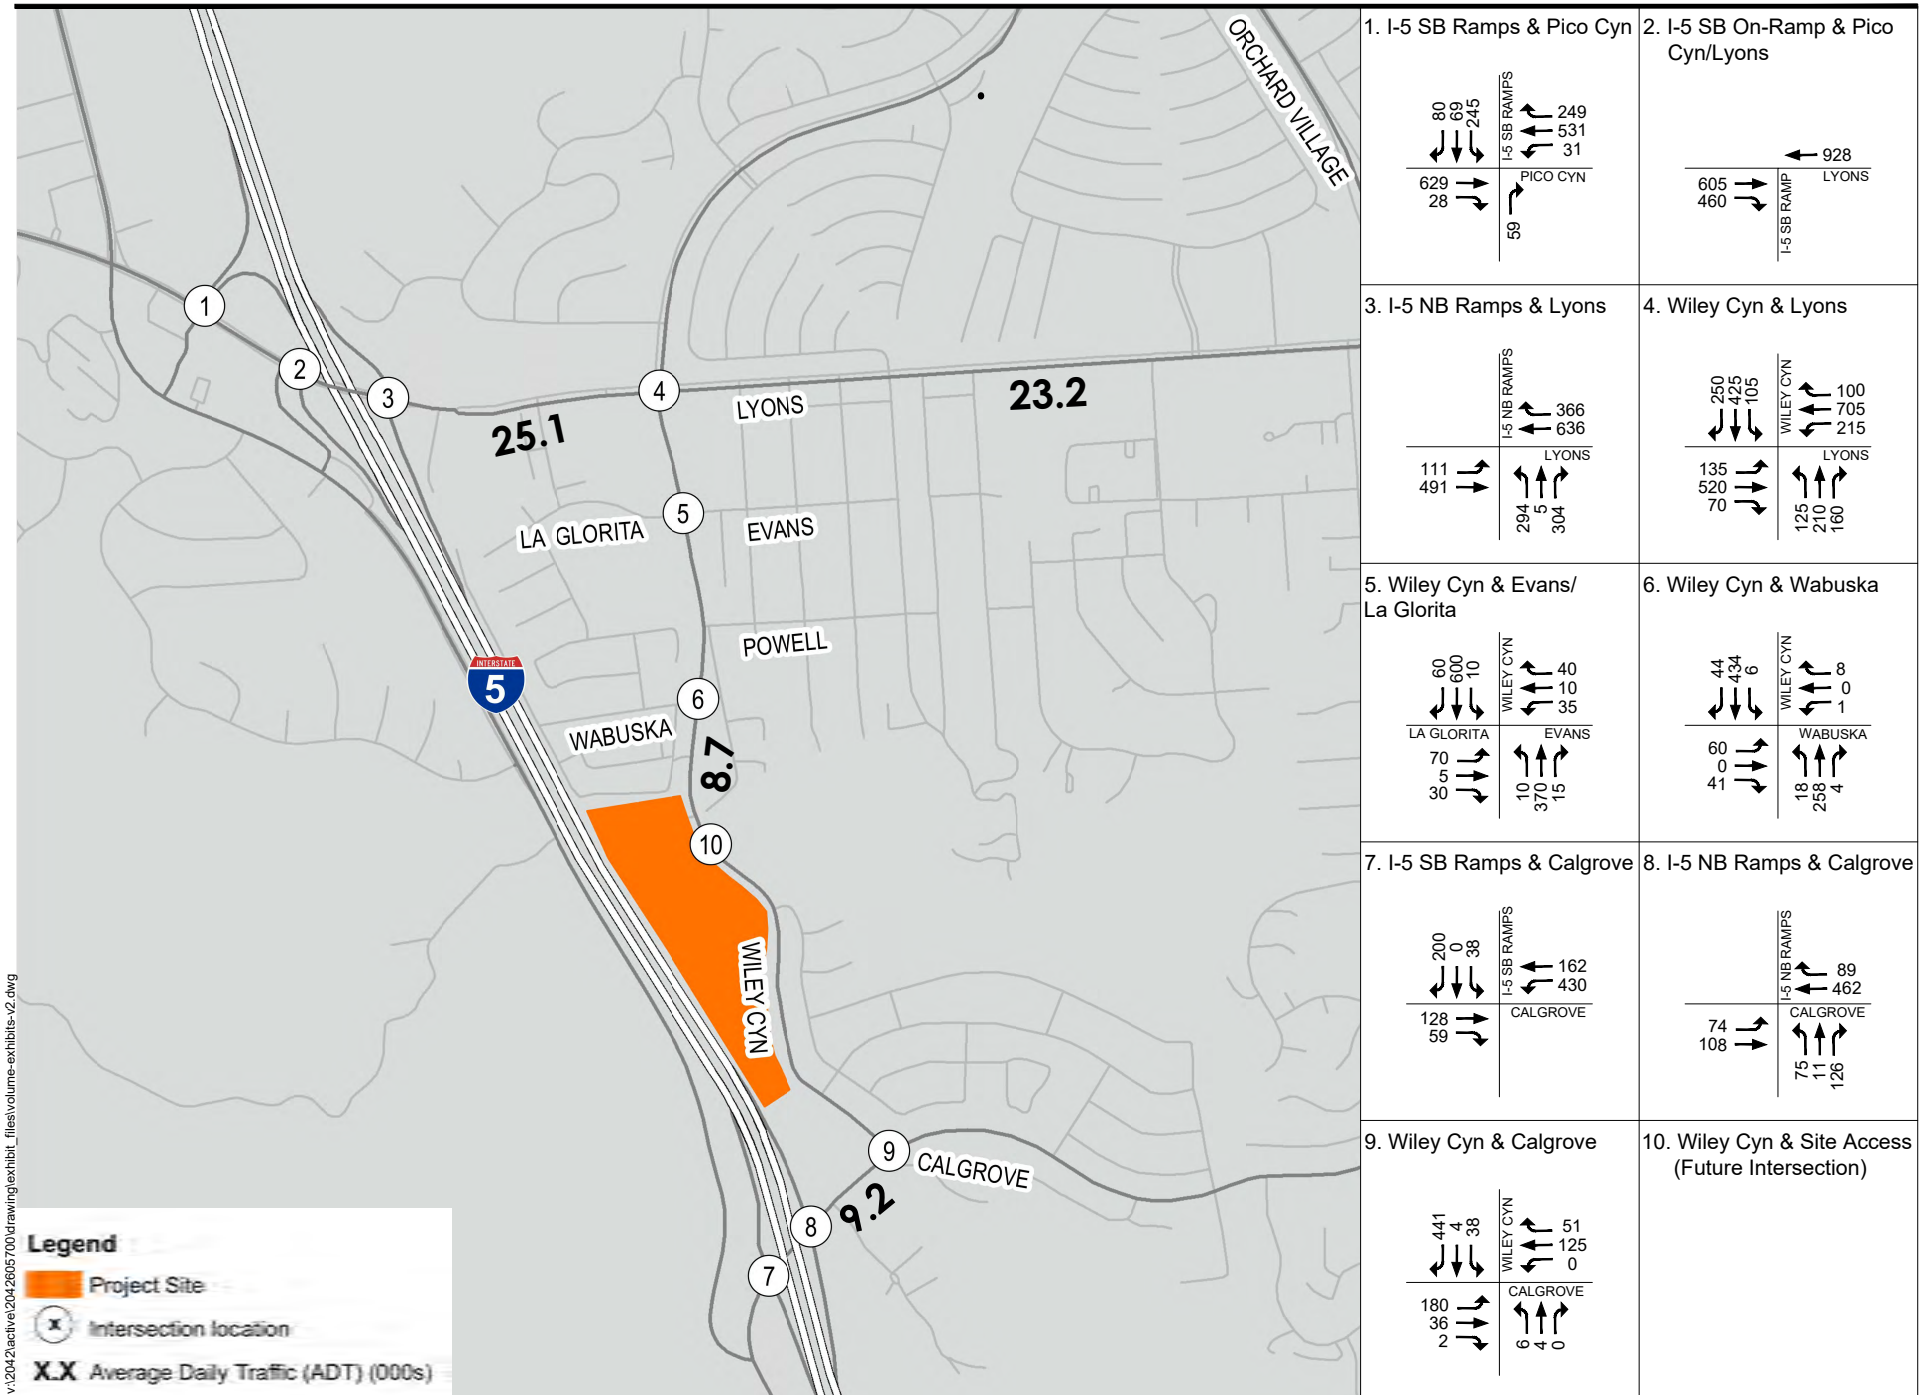 ORCHARD VILLAGE
1
2
3
4
LYONS
25.1
23.2
5
LA GLORITA
EVANS
POWELL
INTERSTATE
5
6
WABUSKA
8.7
10
WILEY CYN
9
CALGROVE
9.2
8
7
Legend
Project Site
x Intersection location
X.X Average Daily Traffic (ADT) (000s)
v:\2042\active\2042605700\drawing\exhibit_files\volume-exhibits-v2.dwg
1. I-5 SB Ramps & Pico Cyn
80 69 245
I-5 SB RAMPS
249
531
31
PICO CYN
629
28
59
2. I-5 SB On-Ramp & Pico
Cyn/Lyons
928
LYONS
605
460
I-5 SB RAMP
3. I-5 NB Ramps & Lyons
I-5 NB RAMPS
366
636
LYONS
111
491
294 5 304
4. Wiley Cyn & Lyons
250 425 105
WILEY CYN
100
705
215
LYONS
135
520
70
125 210 160
5. Wiley Cyn & Evans/
La Glorita
60 600 10
WILEY CYN
40
10
35
LA GLORITA
EVANS
70
5
30
10 370 15
6. Wiley Cyn & Wabuska
44 434 6
WILEY CYN
8
0
1
WABUSKA
60
0
41
18 258 4
7. I-5 SB Ramps & Calgrove
200 0 38
I-5 SB RAMPS
162
430
CALGROVE
128
59
8. I-5 NB Ramps & Calgrove
I-5 NB RAMPS
89
462
CALGROVE
74
108
75 11 126
9. Wiley Cyn & Calgrove
441 4 38
WILEY CYN
51
125
0
CALGROVE
180
36
2
6 4 0
10. Wiley Cyn & Site Access
(Future Intersection)